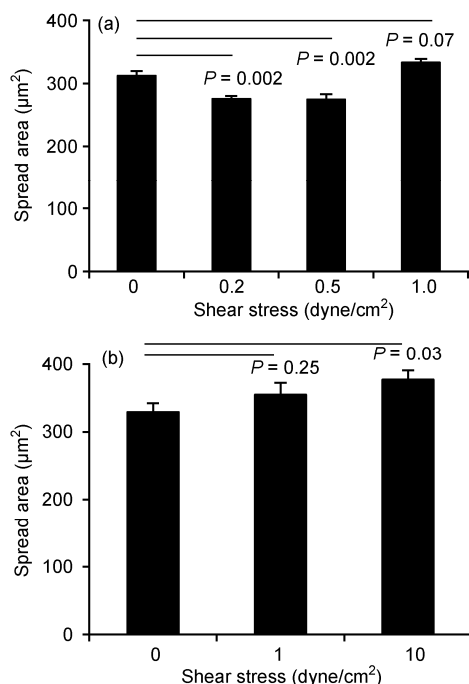 (a)
400
300
200
100
0
Spread area (μm²)
P = 0.002
P = 0.002
P = 0.07
0 0.2 0.5 1.0
Shear stress (dyne/cm²)
(b)
400
300
200
100
0
Spread area (μm²)
P = 0.25
P = 0.03
0 1 10
Shear stress (dyne/cm²)